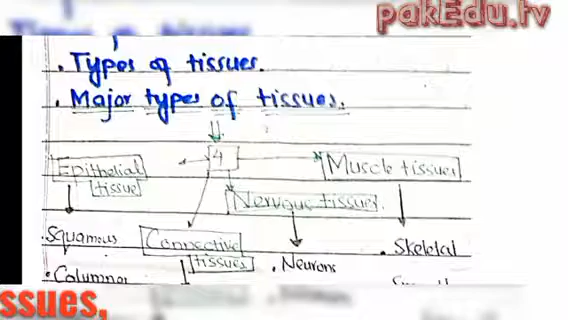 pakEdu.tv
. Types of tissues.
. Major types of tissues.
4
Epithelial tissue
Muscle tissues
Nervous tissues.
. Squamous
Connective tissues
. Neurons
. Skeletal
. Columnar
ssues,